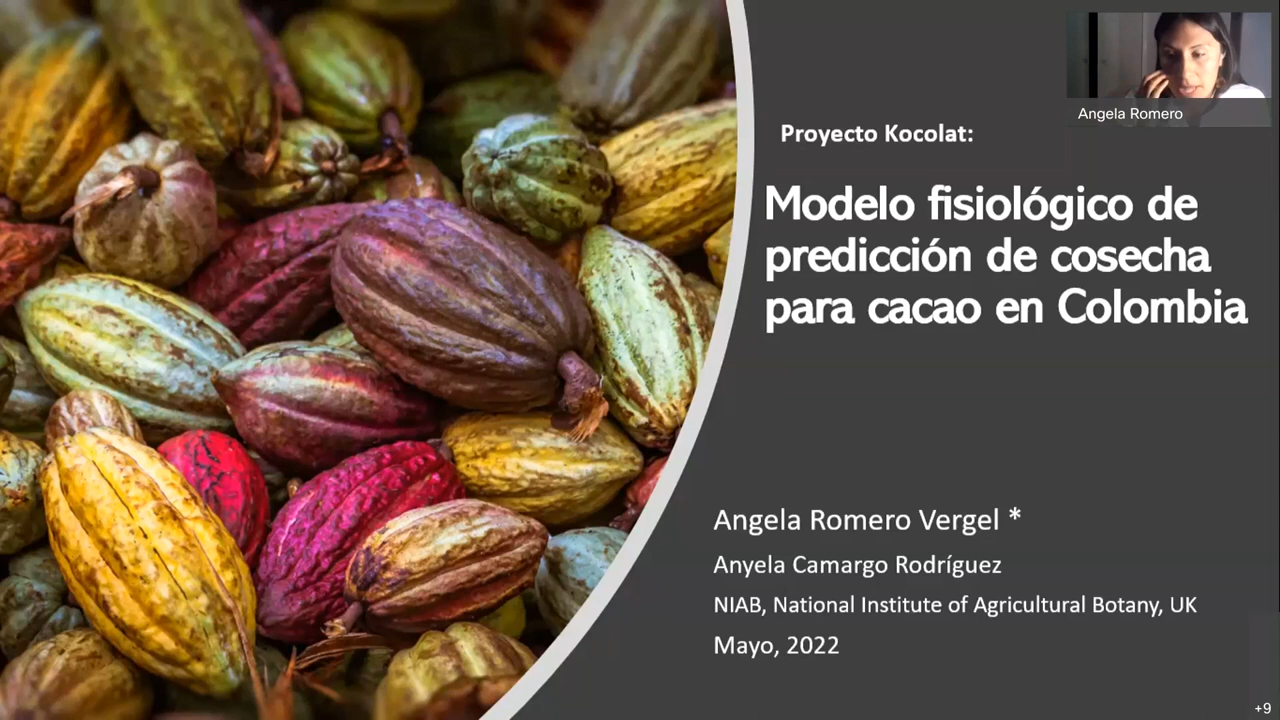 Angela Romero
Proyecto Kocolat:
Modelo fisiológico de
predicción de cosecha
para cacao en Colombia
Angela Romero Vergel *
Anyela Camargo Rodríguez
NIAB, National Institute of Agricultural Botany, UK
Mayo, 2022
+9